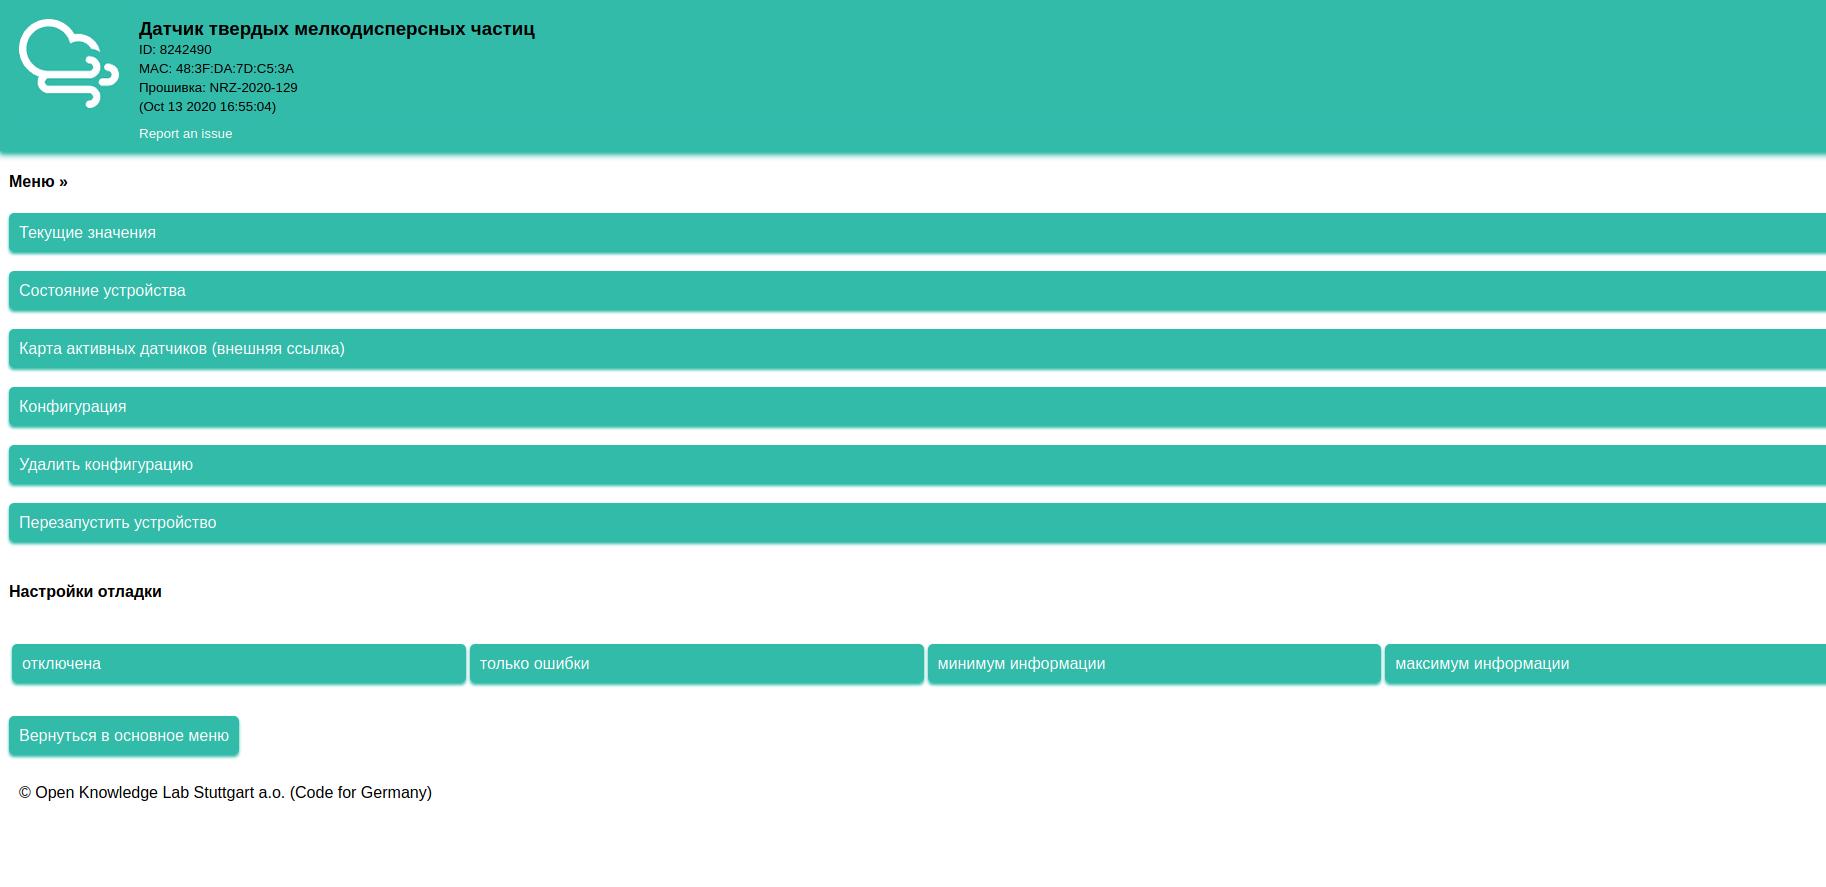 Датчик твердых мелкодисперсных частиц
ID: 8242490
MAC: 48:3F:DA:7D:C5:3A
Прошивка: NRZ-2020-129
(Oct 13 2020 16:55:04)
Report an issue
Меню »
Текущие значения
Состояние устройства
Карта активных датчиков (внешняя ссылка)
Конфигурация
Удалить конфигурацию
Перезапустить устройство
Настройки отладки
отключена
только ошибки
минимум информации
максимум информации
Вернуться в основное меню
© Open Knowledge Lab Stuttgart a.o. (Code for Germany)